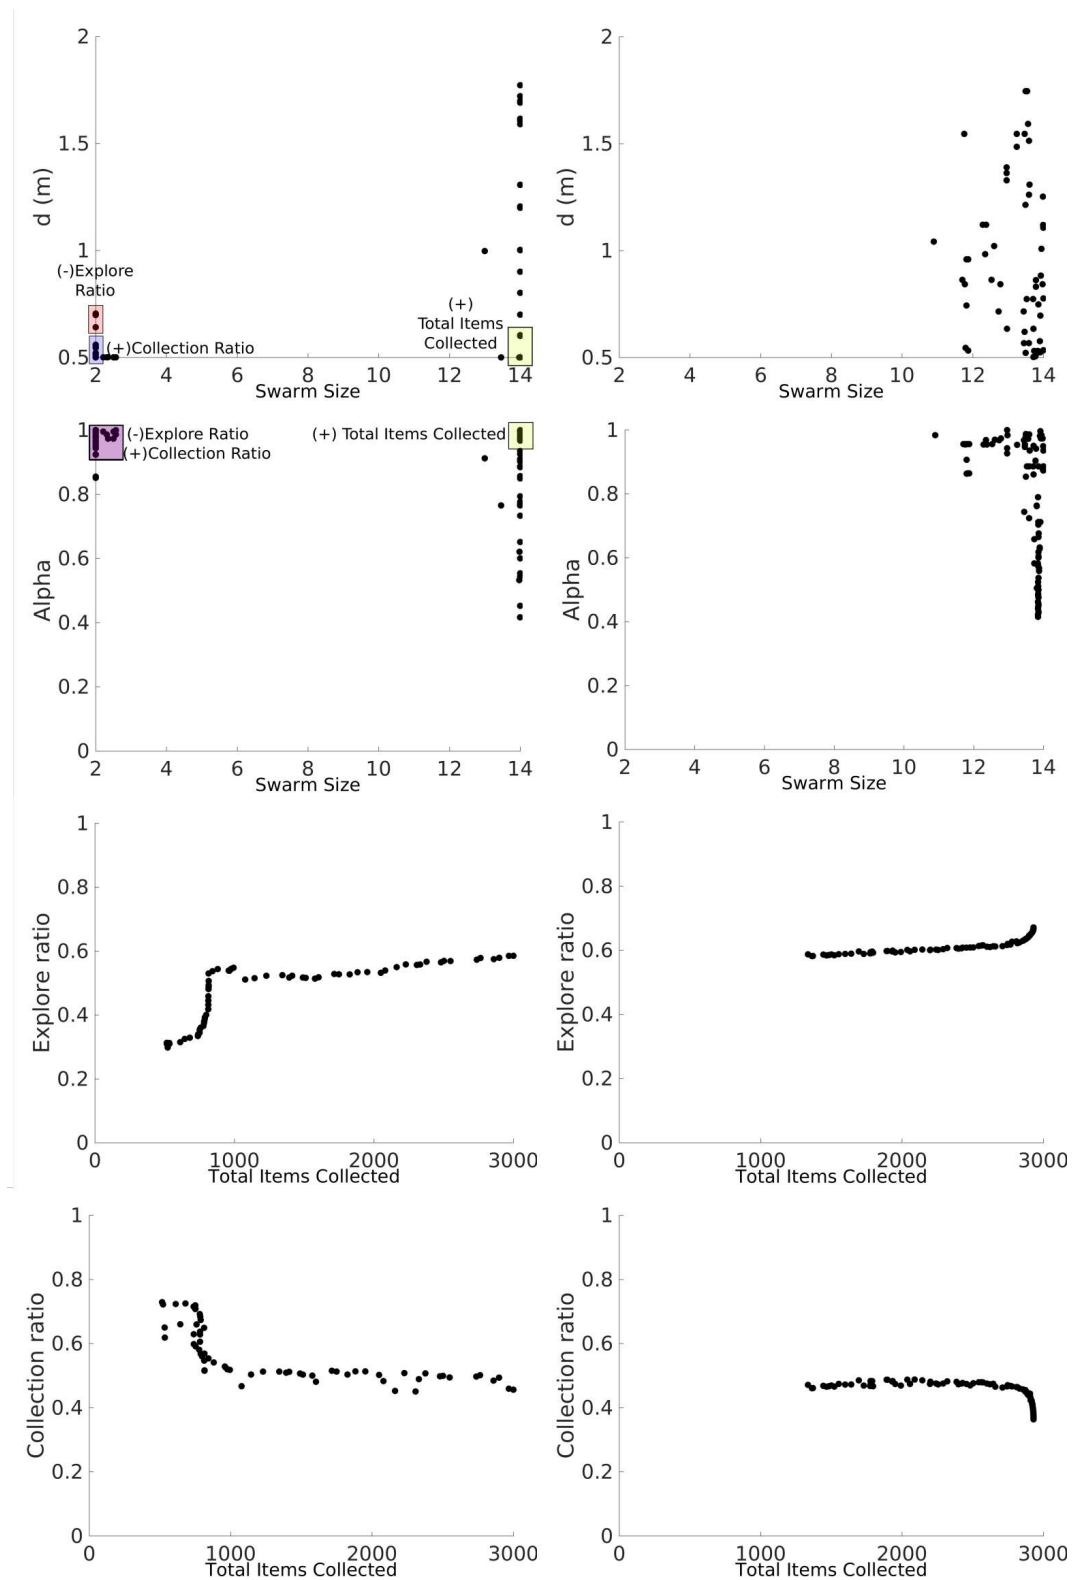 2
1.5
1
0.5
d (m)
(-)Explore
Ratio
(+)Collection Ratio
(+)
Total Items
Collected
2 4 6 8 10 12 14
Swarm Size
2
1.5
1
0.5
d (m)
2 4 6 8 10 12 14
Swarm Size
1
0.8
0.6
0.4
0.2
0
Alpha
(-)Explore Ratio
(+)Collection Ratio
(+) Total Items Collected
2 4 6 8 10 12 14
Swarm Size
1
0.8
0.6
0.4
0.2
0
Alpha
2 4 6 8 10 12 14
Swarm Size
1
0.8
0.6
0.4
0.2
0
Explore ratio
0 1000 2000 3000
Total Items Collected
1
0.8
0.6
0.4
0.2
0
Explore ratio
0 1000 2000 3000
Total Items Collected
1
0.8
0.6
0.4
0.2
0
Collection ratio
0 1000 2000 3000
Total Items Collected
1
0.8
0.6
0.4
0.2
0
Collection ratio
0 1000 2000 3000
Total Items Collected